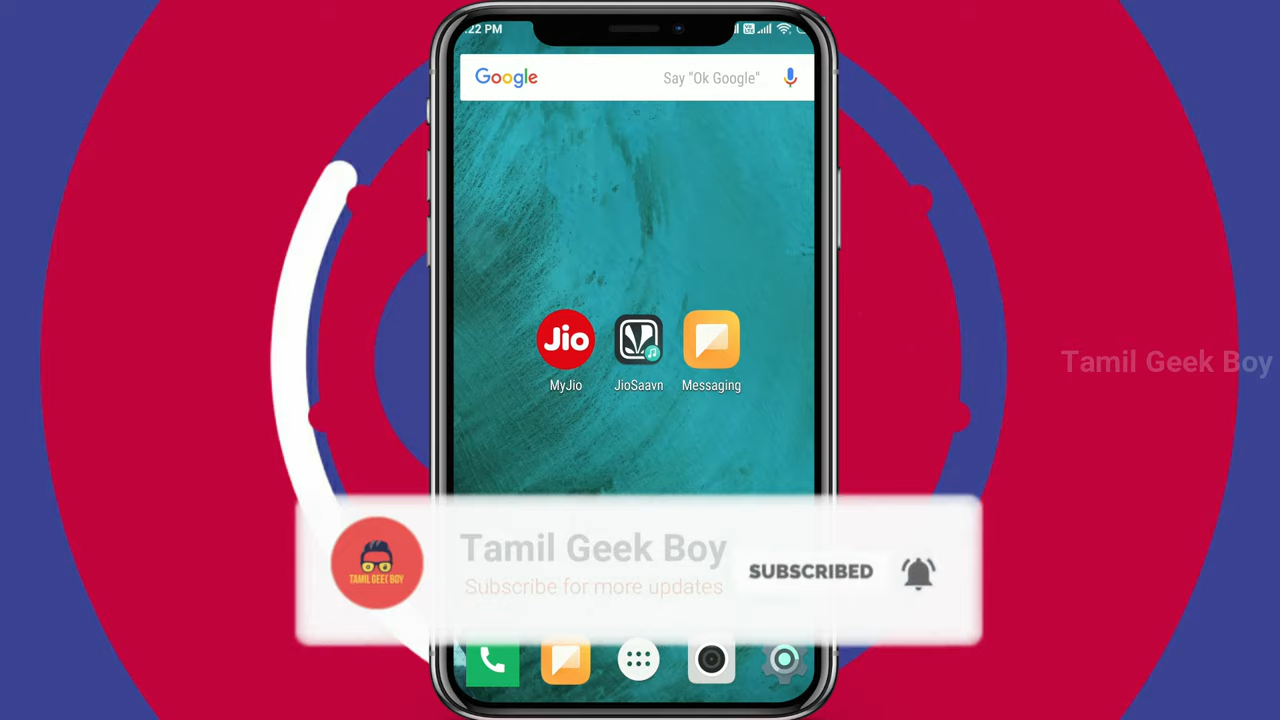 :22 PM
Google
Say "Ok Google"
Jio
MyJio
JioSaavn
Messaging
Tamil Geek Boy
TAMIL GEEK BOY
Tamil Geek Boy
Subscribe for more updates
SUBSCRIBED